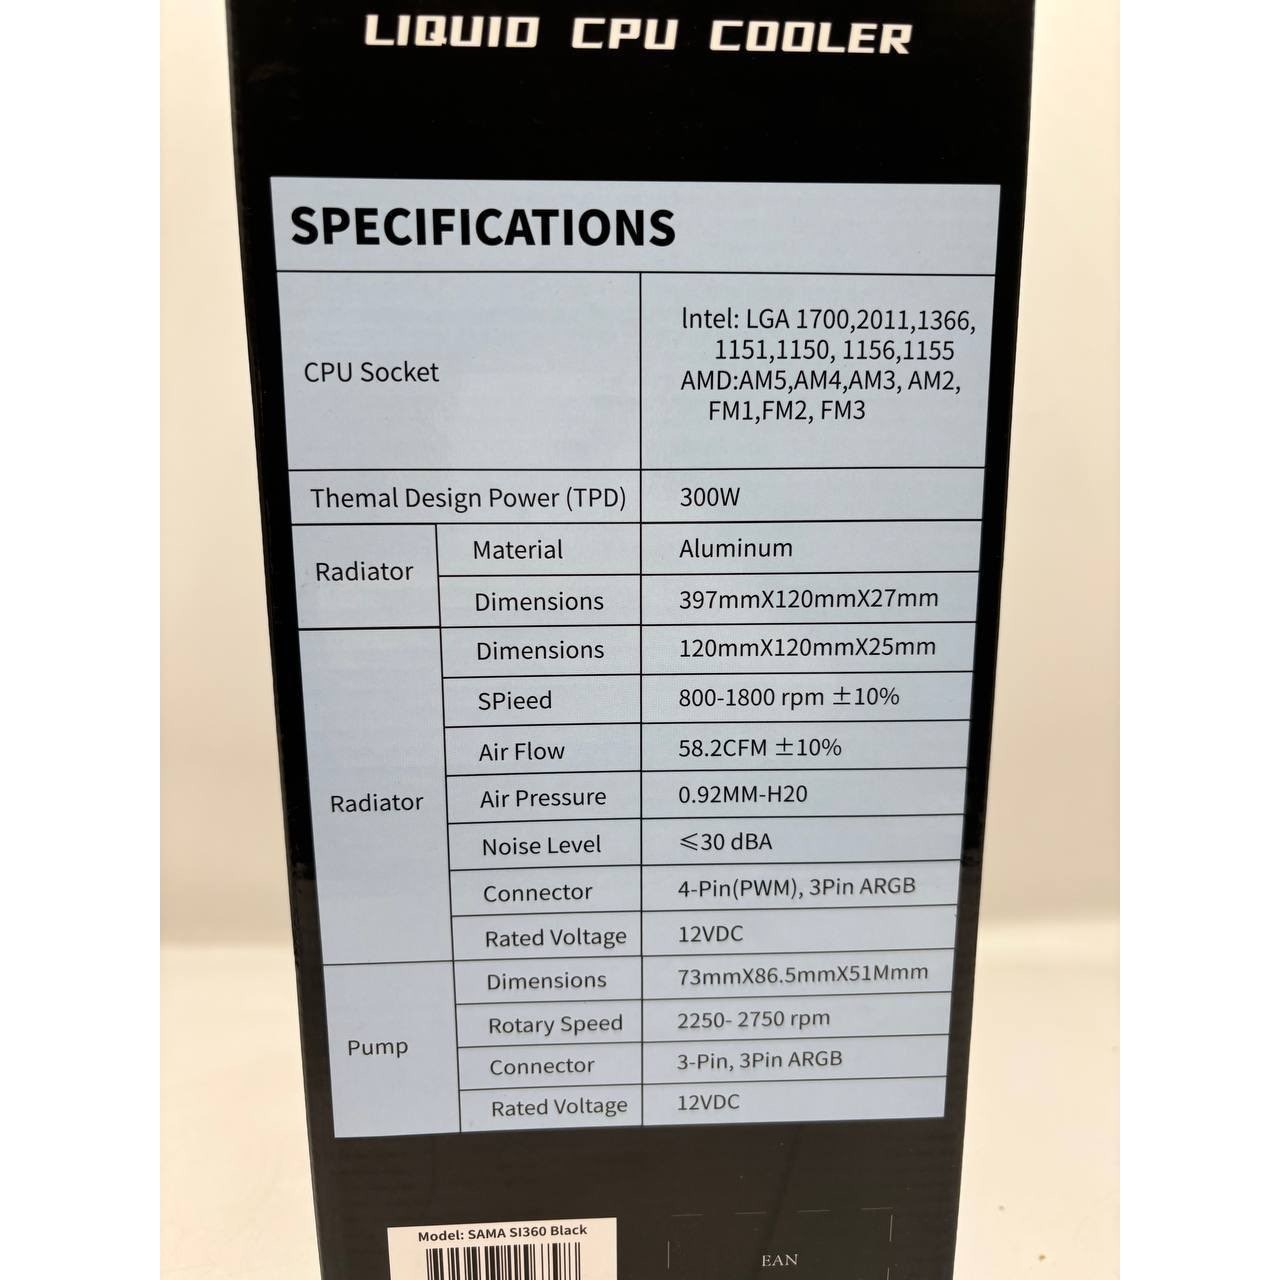 LIQUID CPU COOLER
SPECIFICATIONS
CPU Socket
lntel: LGA 1700,2011,1366,
1151,1150, 1156,1155
AMD:AM5,AM4,AM3, AM2,
FM1,FM2, FM3
Themal Design Power (TPD) 300W
Radiator
Material Aluminum
Dimensions 397mmX120mmX27mm
Radiator
Dimensions 120mmX120mmX25mm
SPieed 800-1800 rpm ±10%
Air Flow 58.2CFM ±10%
Air Pressure 0.92MM-H20
Noise Level ⩽30 dBA
Connector 4-Pin(PWM), 3Pin ARGB
Rated Voltage 12VDC
Pump
Dimensions 73mmX86.5mmX51Mmm
Rotary Speed 2250- 2750 rpm
Connector 3-Pin, 3Pin ARGB
Rated Voltage 12VDC
Model: SAMA SI360 Black
EAN